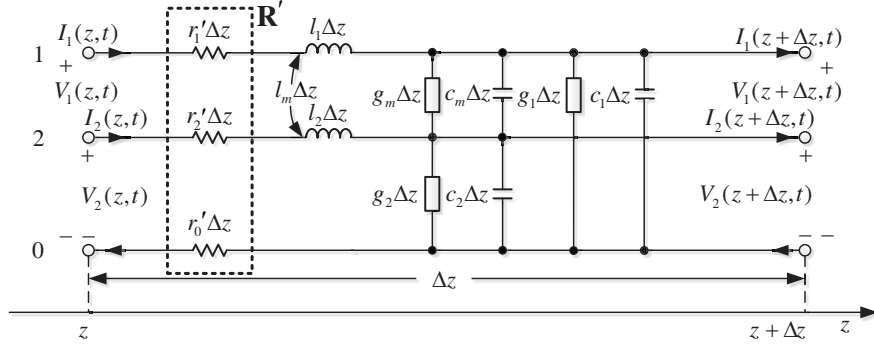 R′
I₁(z,t) r₁′Δz l₁Δz I₁(z+Δz,t)
1
+ +
V₁(z,t) l_mΔz g_mΔz c_mΔz g₁Δz c₁Δz V₁(z+Δz,t)
I₂(z,t) r₂′Δz l₂Δz I₂(z+Δz,t)
2
+ +
V₂(z,t) g₂Δz c₂Δz V₂(z+Δz,t)
r₀′Δz
0 − − − −
Δz
z z+Δz z